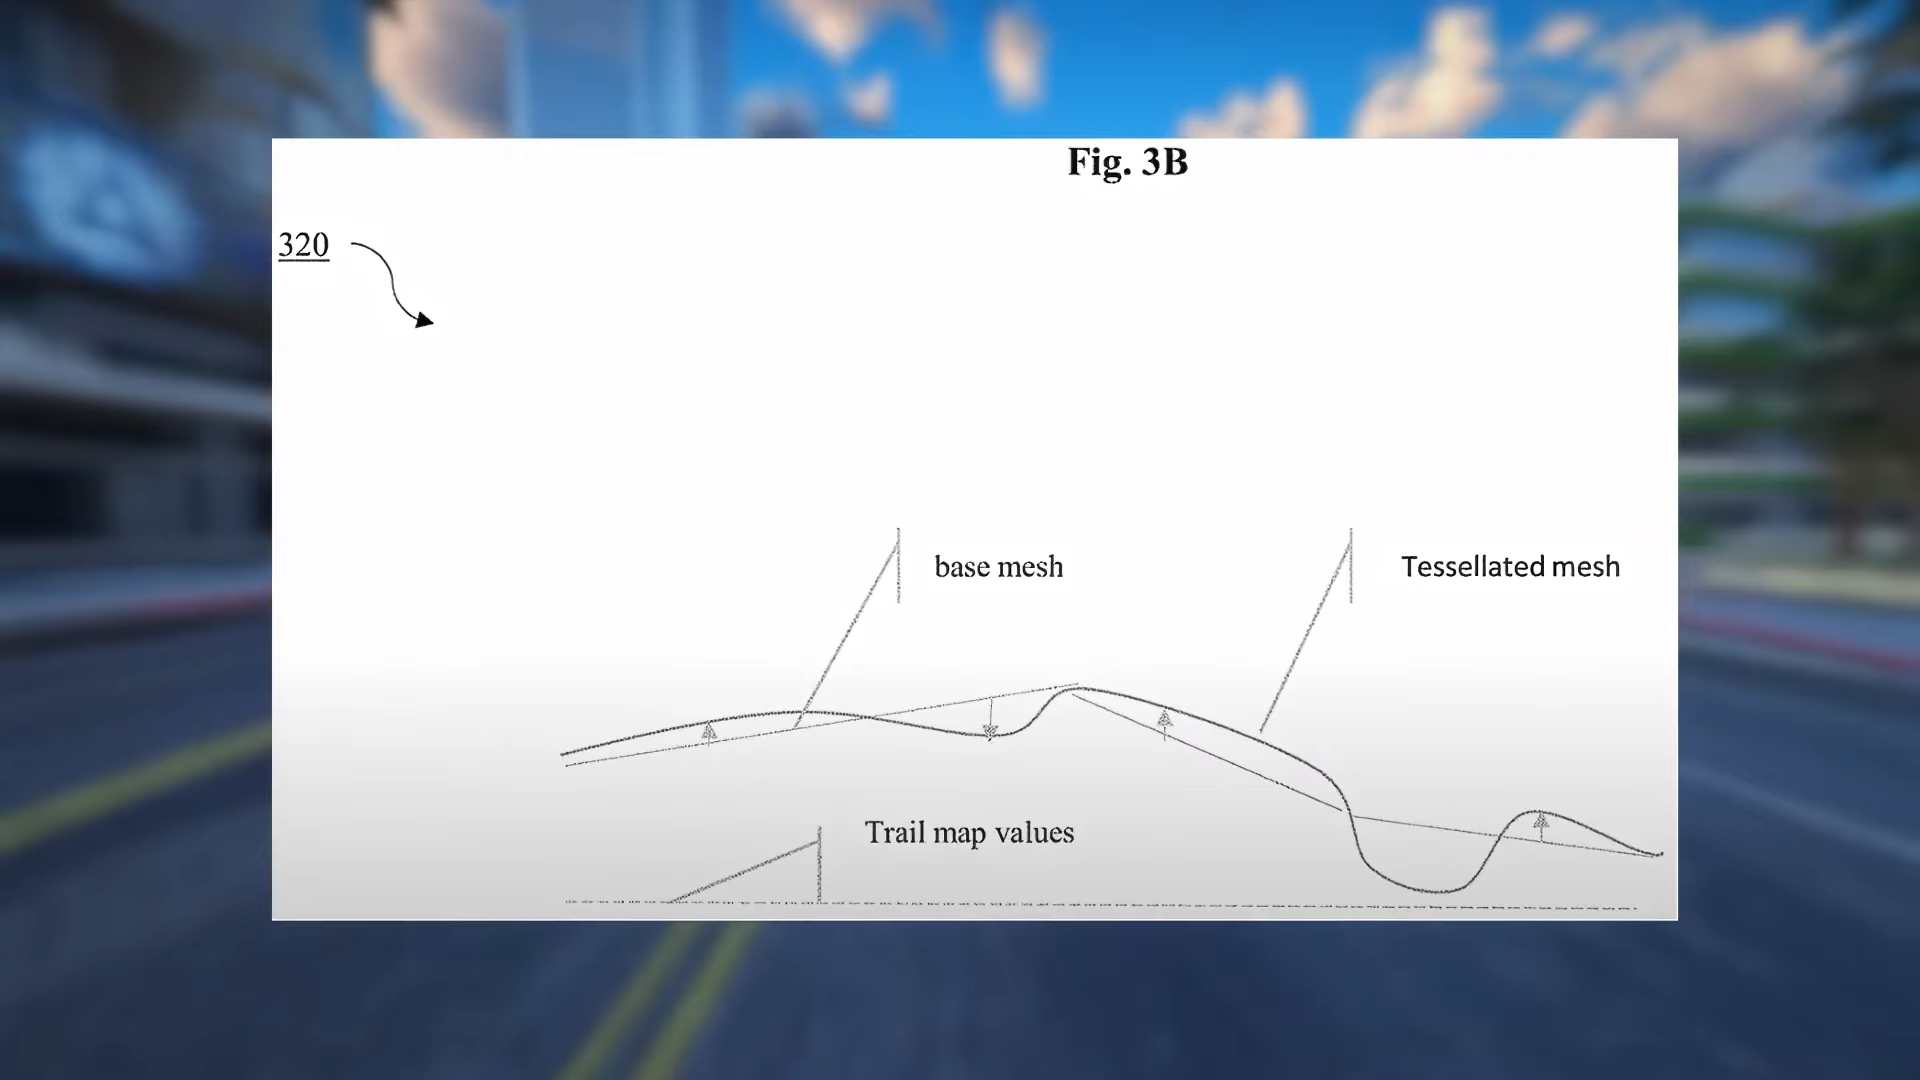 Fig. 3B
320
base mesh
Tessellated mesh
Trail map values